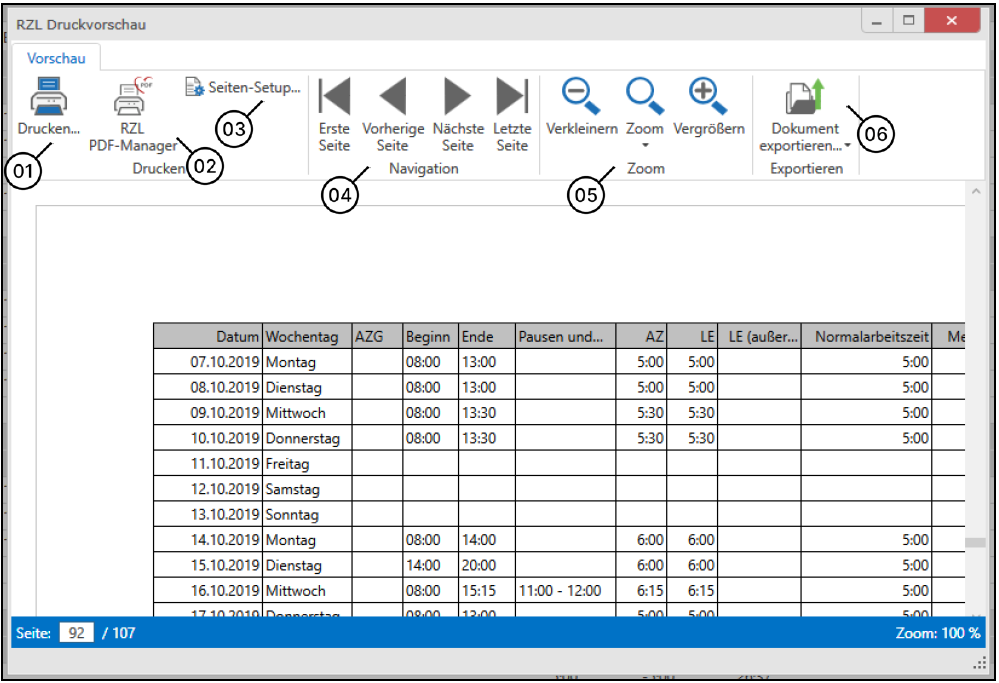 RZL Druckvorschau
Vorschau
Drucken...
RZL
PDF-Manager
PDF
Seiten-Setup...
Drucken
Erste
Seite
Vorherige
Seite
Nächste
Seite
Letzte
Seite
Navigation
Verkleinern
Zoom
Vergrößern
Zoom
Dokument
exportieren...
Exportieren
01
02
03
04
05
06
Datum Wochentag AZG Beginn Ende Pausen und... AZ LE LE (außer... Normalarbeitszeit Me
07.10.2019 Montag 08:00 13:00 5:00 5:00 5:00
08.10.2019 Dienstag 08:00 13:00 5:00 5:00 5:00
09.10.2019 Mittwoch 08:00 13:30 5:30 5:30 5:00
10.10.2019 Donnerstag 08:00 13:30 5:30 5:30 5:00
11.10.2019 Freitag
12.10.2019 Samstag
13.10.2019 Sonntag
14.10.2019 Montag 08:00 14:00 6:00 6:00 5:00
15.10.2019 Dienstag 14:00 20:00 6:00 6:00 5:00
16.10.2019 Mittwoch 08:00 15:15 11:00 - 12:00 6:15 6:15 5:00
17.10.2019 Donnerstag 08:00 13:00 5:00 5:00 5:00
Seite: 92 / 107
Zoom: 100 %